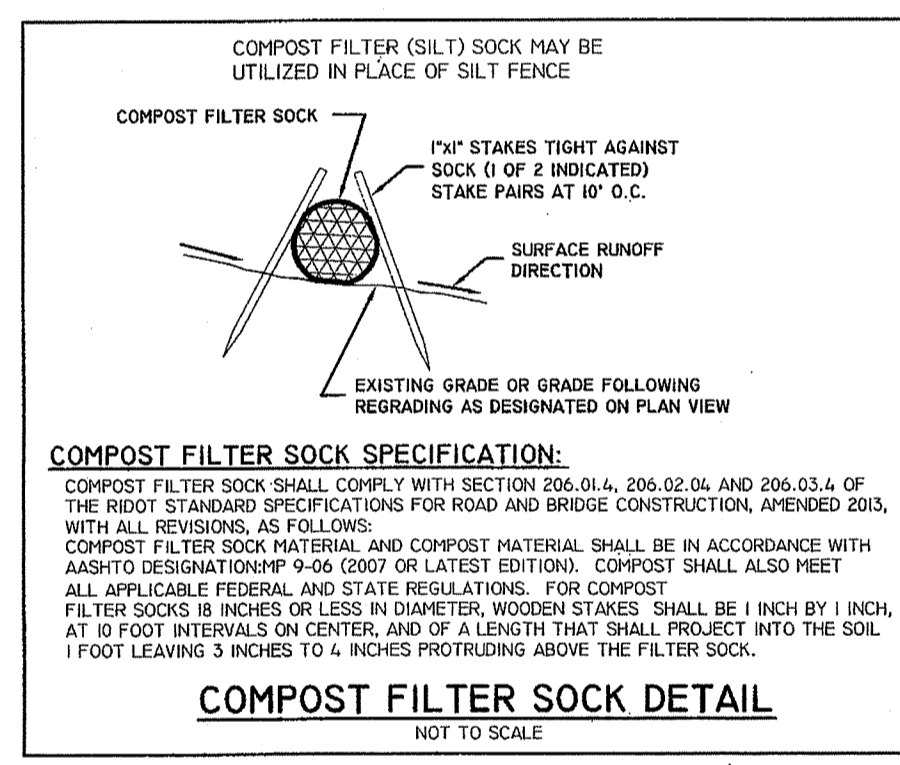 COMPOST FILTER (SILT) SOCK MAY BE
UTILIZED IN PLACE OF SILT FENCE
COMPOST FILTER SOCK
1"x1" STAKES TIGHT AGAINST
SOCK (1 OF 2 INDICATED)
STAKE PAIRS AT 10' O.C.
SURFACE RUNOFF
DIRECTION
EXISTING GRADE OR GRADE FOLLOWING
REGRADING AS DESIGNATED ON PLAN VIEW
COMPOST FILTER SOCK SPECIFICATION:
COMPOST FILTER SOCK SHALL COMPLY WITH SECTION 206.01.4, 206.02.04 AND 206.03.4 OF
THE RIDOT STANDARD SPECIFICATIONS FOR ROAD AND BRIDGE CONSTRUCTION, AMENDED 2013,
WITH ALL REVISIONS, AS FOLLOWS:
COMPOST FILTER SOCK MATERIAL AND COMPOST MATERIAL SHALL BE IN ACCORDANCE WITH
AASHTO DESIGNATION:MP 9-06 (2007 OR LATEST EDITION). COMPOST SHALL ALSO MEET
ALL APPLICABLE FEDERAL AND STATE REGULATIONS. FOR COMPOST
FILTER SOCKS 18 INCHES OR LESS IN DIAMETER, WOODEN STAKES SHALL BE 1 INCH BY 1 INCH,
AT 10 FOOT INTERVALS ON CENTER, AND OF A LENGTH THAT SHALL PROJECT INTO THE SOIL
1 FOOT LEAVING 3 INCHES TO 4 INCHES PROTRUDING ABOVE THE FILTER SOCK.
COMPOST FILTER SOCK DETAIL
NOT TO SCALE